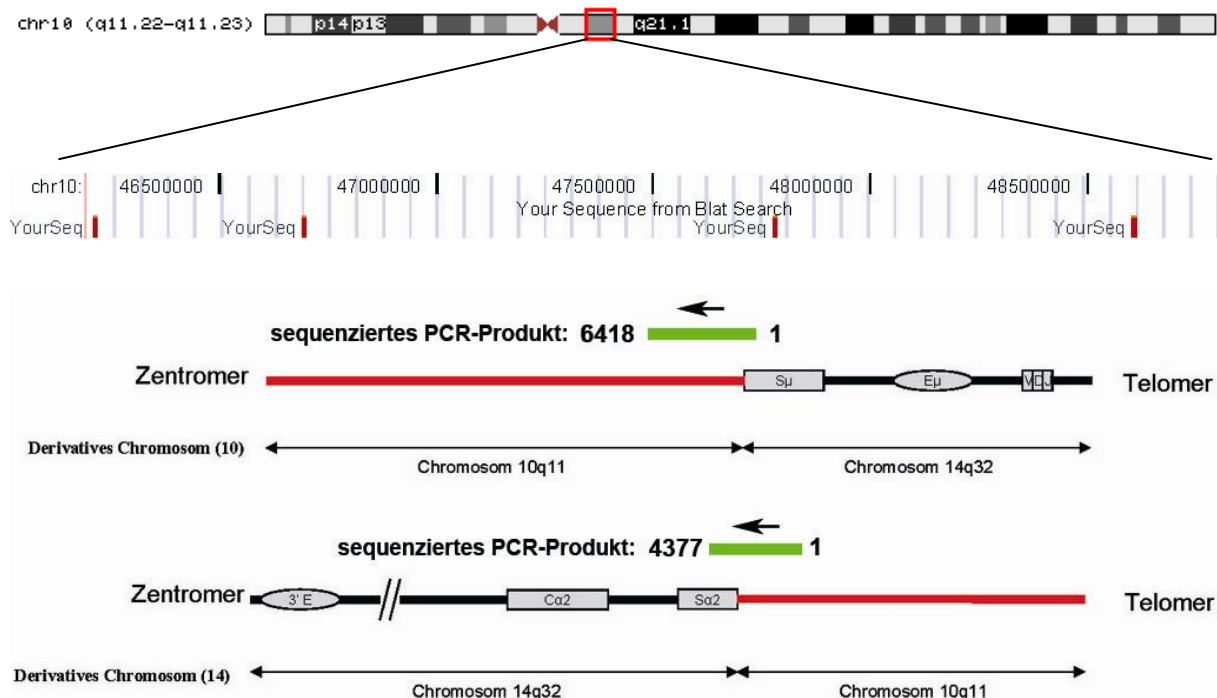 chr10 (q11.22-q11.23) p14 p13 q21.1
chr10: 46500000 47000000 47500000 48000000 48500000
Your Sequence from Blat Search
YourSeq YourSeq YourSeq YourSeq
sequenziertes PCR-Produkt: 6418 1
Zentromer Sμ Eμ V D J Telomer
Derivatives Chromosom (10)
Chromosom 10q11 Chromosom 14q32
sequenziertes PCR-Produkt: 4377 1
Zentromer 3' E Cα2 Sα2 Telomer
Derivatives Chromosom (14)
Chromosom 14q32 Chromosom 10q11